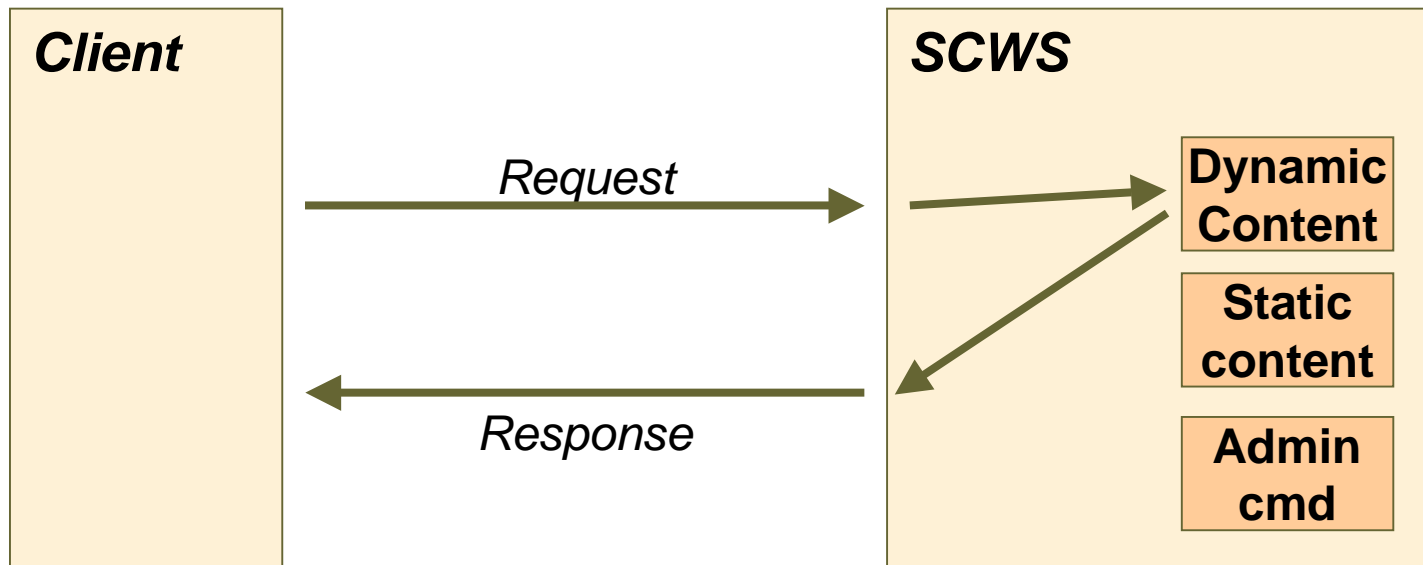 Client
SCWS
Request
Dynamic
Content
Static
content
Response
Admin
cmd